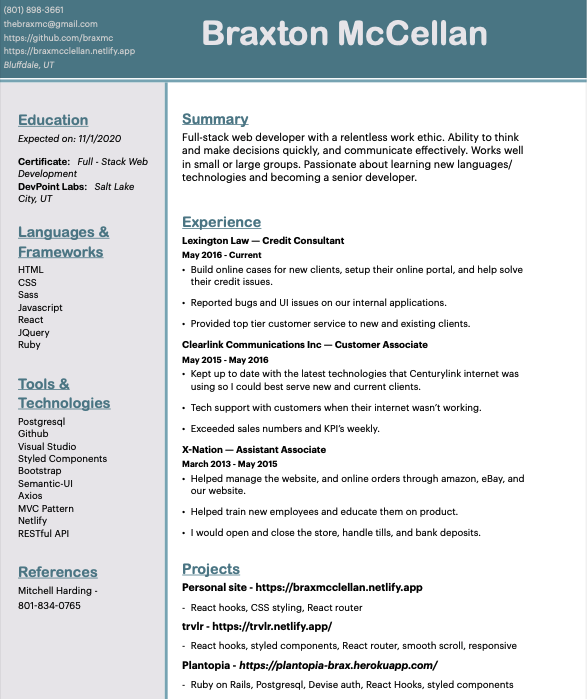 (801) 898-3661
thebraxmc@gmail.com
https://github.com/braxmc
https://braxmcclellan.netlify.app
Bluffdale, UT
Braxton McCellan
Education
Expected on: 11/1/2020
Certificate: Full - Stack Web
Development
DevPoint Labs: Salt Lake
City, UT
Languages &
Frameworks
HTML
CSS
Sass
Javascript
React
JQuery
Ruby
Tools &
Technologies
Postgresql
Github
Visual Studio
Styled Components
Bootstrap
Semantic-UI
Axios
MVC Pattern
Netlify
RESTful API
References
Mitchell Harding -
801-834-0765
Summary
Full-stack web developer with a relentless work ethic. Ability to think
and make decisions quickly, and communicate effectively. Works well
in small or large groups. Passionate about learning new languages/
technologies and becoming a senior developer.
Experience
Lexington Law — Credit Consultant
May 2016 - Current
• Build online cases for new clients, setup their online portal, and help solve
their credit issues.
• Reported bugs and UI issues on our internal applications.
• Provided top tier customer service to new and existing clients.
Clearlink Communications Inc — Customer Associate
May 2015 - May 2016
• Kept up to date with the latest technologies that Centurylink internet was
using so I could best serve new and current clients.
• Tech support with customers when their internet wasn't working.
• Exceeded sales numbers and KPI's weekly.
X-Nation — Assistant Associate
March 2013 - May 2015
• Helped manage the website, and online orders through amazon, eBay, and
our website.
• Helped train new employees and educate them on product.
• I would open and close the store, handle tills, and bank deposits.
Projects
Personal site - https://braxmcclellan.netlify.app
- React hooks, CSS styling, React router
trvlr - https://trvlr.netlify.app/
- React hooks, styled components, React router, smooth scroll, responsive
Plantopia - https://plantopia-brax.herokuapp.com/
- Ruby on Rails, Postgresql, Devise auth, React Hooks, styled components